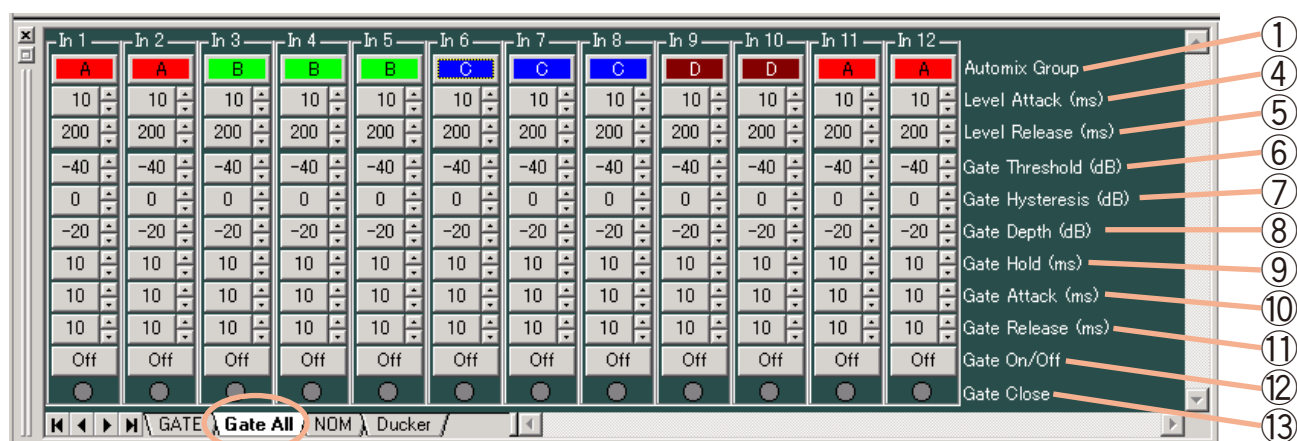 In 1 In 2 In 3 In 4 In 5 In 6 In 7 In 8 In 9 In 10 In 11 In 12 ①
A A B B B C C C D D A A Automix Group
10 10 10 10 10 10 10 10 10 10 10 10 Level Attack (ms) ④
200 200 200 200 200 200 200 200 200 200 200 200 Level Release (ms) ⑤
-40 -40 -40 -40 -40 -40 -40 -40 -40 -40 -40 -40 Gate Threshold (dB) ⑥
0 0 0 0 0 0 0 0 0 0 0 0 Gate Hysteresis (dB) ⑦
-20 -20 -20 -20 -20 -20 -20 -20 -20 -20 -20 -20 Gate Depth (dB) ⑧
10 10 10 10 10 10 10 10 10 10 10 10 Gate Hold (ms) ⑨
10 10 10 10 10 10 10 10 10 10 10 10 Gate Attack (ms) ⑩
10 10 10 10 10 10 10 10 10 10 10 10 Gate Release (ms) ⑪
Off Off Off Off Off Off Off Off Off Off Off Off Gate On/Off ⑫
Gate Close ⑬
GATE Gate All NOM Ducker